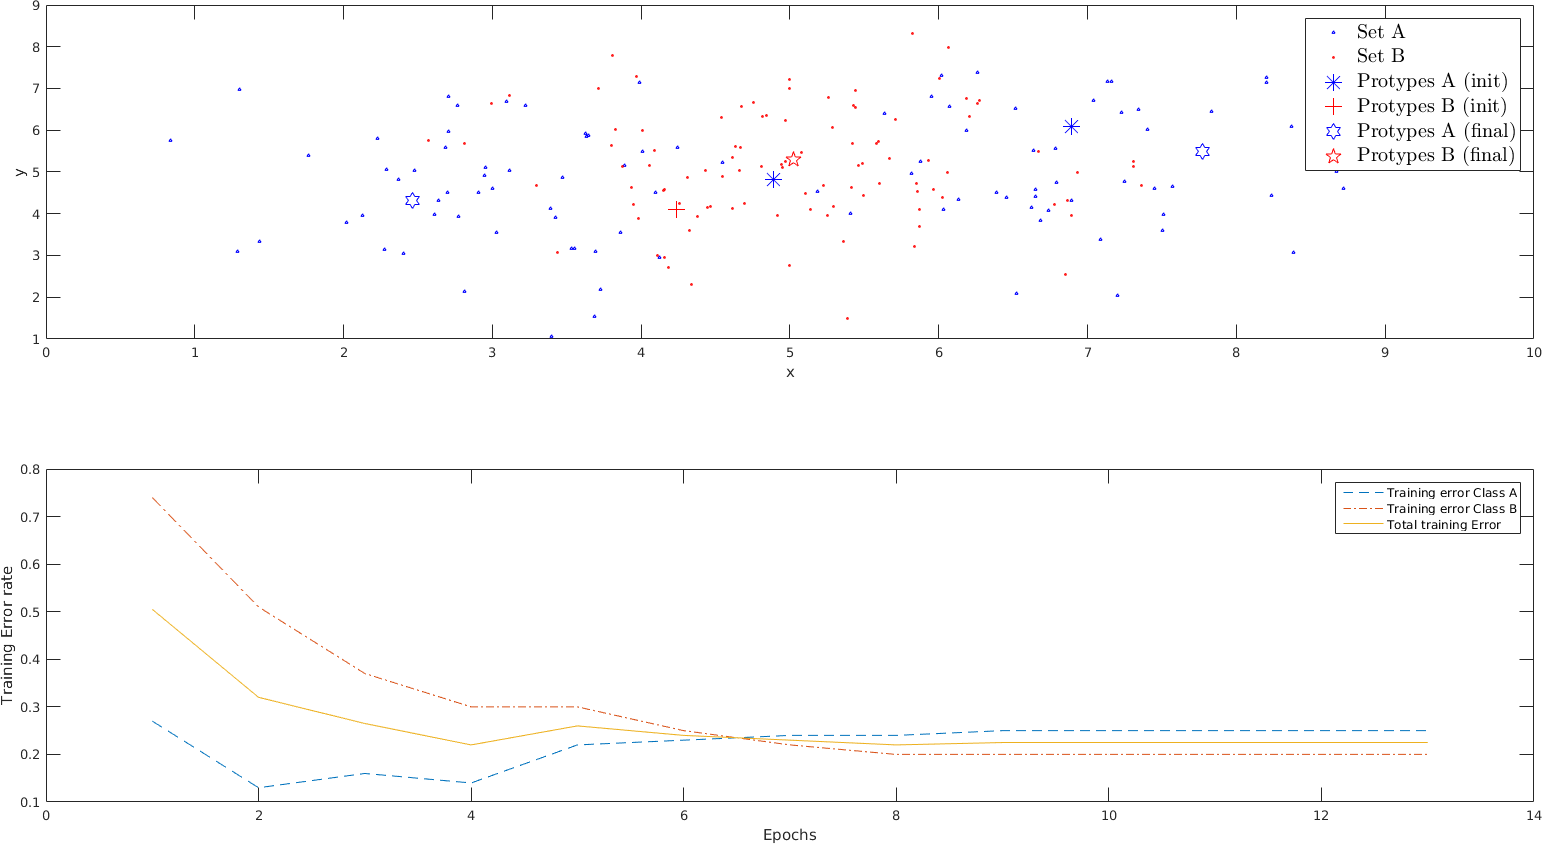 9
8
7
6
5
4
3
2
1
y
0 1 2 3 4 5 6 7 8 9 10
x
Set A
Set B
Protypes A (init)
Protypes B (init)
Protypes A (final)
Protypes B (final)
0.8
0.7
0.6
0.5
0.4
0.3
0.2
0.1
Training Error rate
0 2 4 6 8 10 12 14
Epochs
Training error Class A
Training error Class B
Total training Error